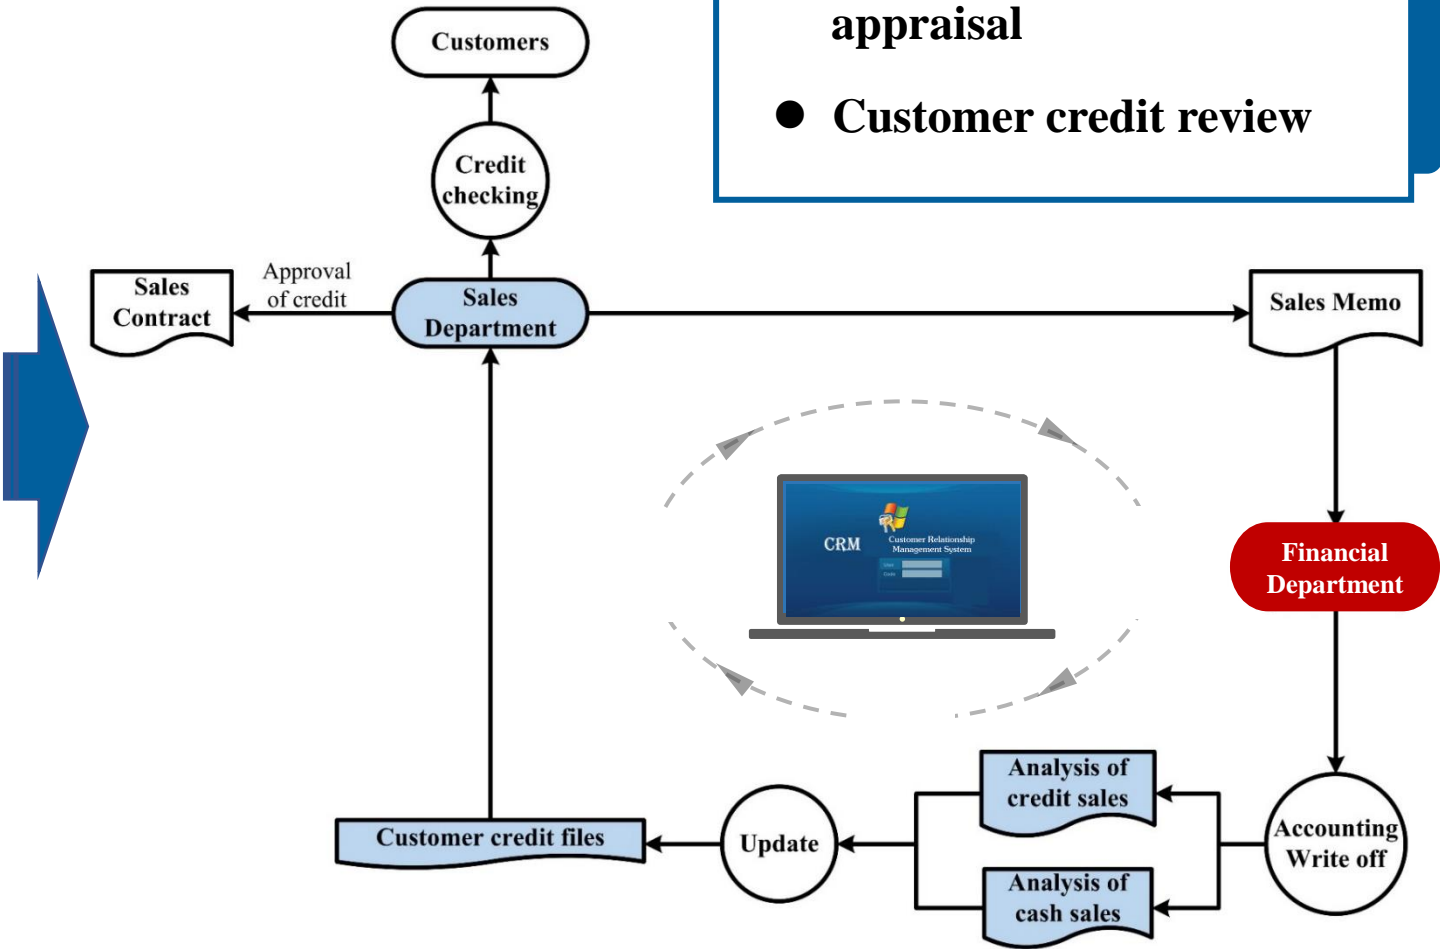 appraisal
● Customer credit review
Customers
Credit
checking
Approval
of credit
Sales
Contract
Sales
Department
Sales Memo
CRM
Customer Relationship
Management System
User
Code
Financial
Department
Analysis of
credit sales
Accounting
Write off
Update
Customer credit files
Analysis of
cash sales